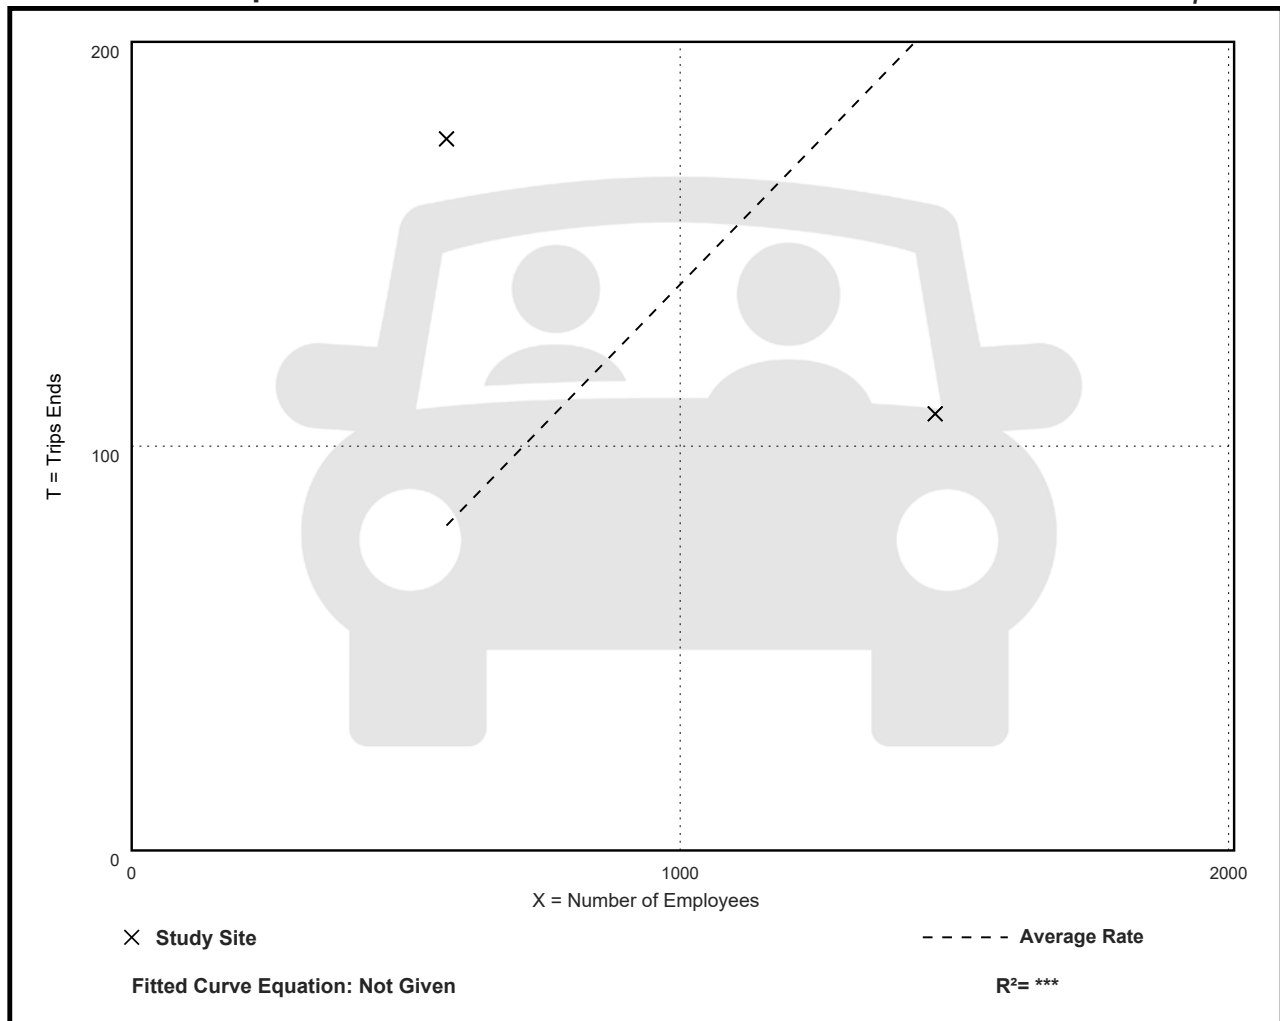 200
100
0
T = Trips Ends
0 1000 2000
X = Number of Employees
Study Site
Average Rate
Fitted Curve Equation: Not Given
R²= ***